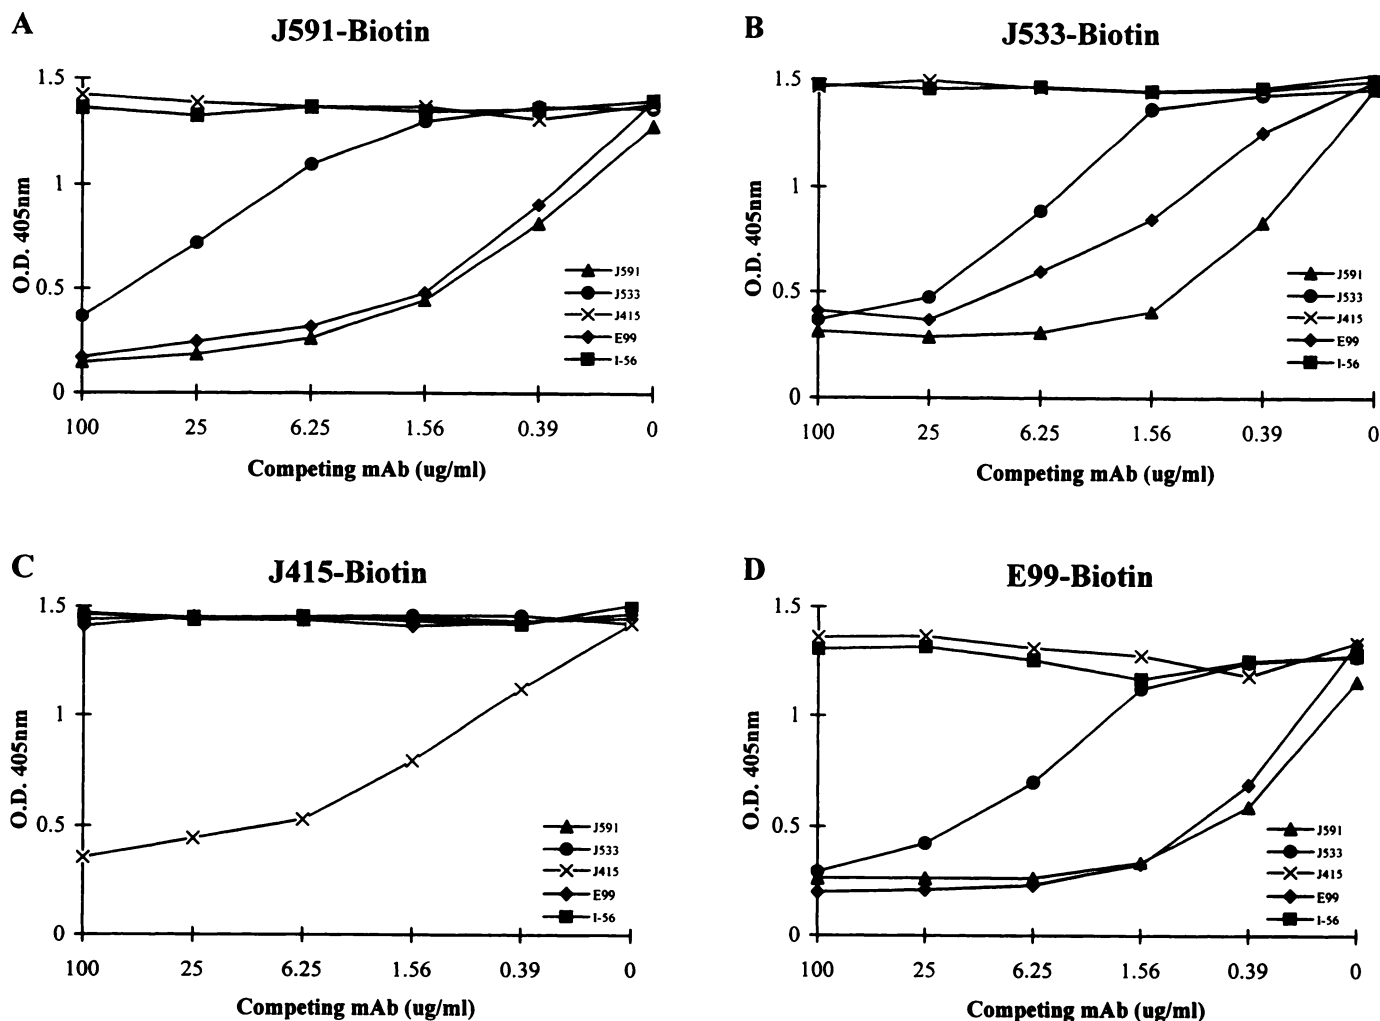 A
J591-Biotin
1.5
1
0.5
0
O.D. 405nm
J591
J533
J415
E99
I-56
100 25 6.25 1.56 0.39 0
Competing mAb (ug/ml)
B
J533-Biotin
1.5
1
0.5
0
O.D. 405nm
J591
J533
J415
E99
I-56
100 25 6.25 1.56 0.39 0
Competing mAb (ug/ml)
C
J415-Biotin
1.5
1
0.5
0
O.D. 405nm
J591
J533
J415
E99
I-56
100 25 6.25 1.56 0.39 0
Competing mAb (ug/ml)
D
E99-Biotin
1.5
1
0.5
0
O.D. 405nm
J591
J533
J415
E99
I-56
100 25 6.25 1.56 0.39 0
Competing mAb (ug/ml)